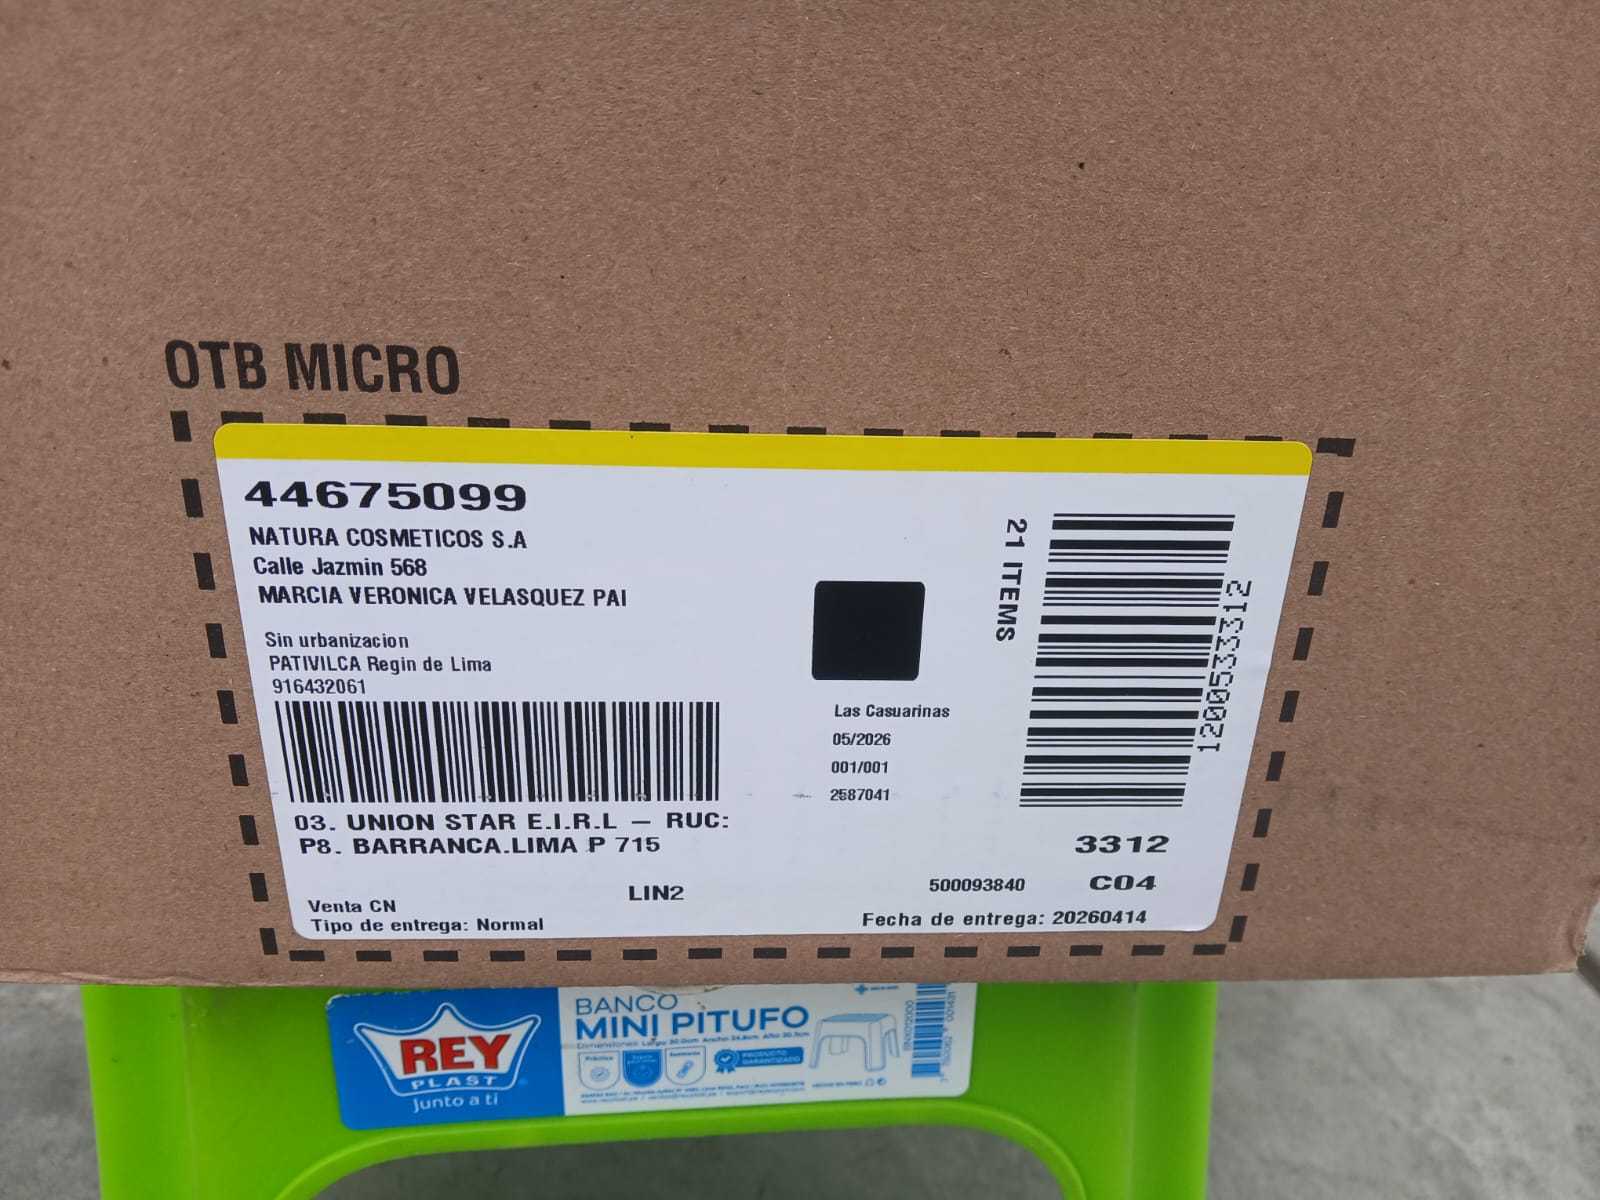 OTB MICRO
44675099
NATURA COSMETICOS S.A
Calle Jazmin 568
MARCIA VERONICA VELASQUEZ PAI
Sin urbanizacion
PATIVILCA Regin de Lima
916432061
21 ITEMS
1200533312
Las Casuarinas
05/2026
001/001
2587041
03. UNION STAR E.I.R.L – RUC:
P8. BARRANCA.LIMA P 715
3312
LIN2
500093840
C04
Venta CN
Tipo de entrega: Normal
Fecha de entrega: 20260414
REY
PLAST
junto a ti
BANCO
MINI PITUFO
PRODUCTO
GARANTIZADO